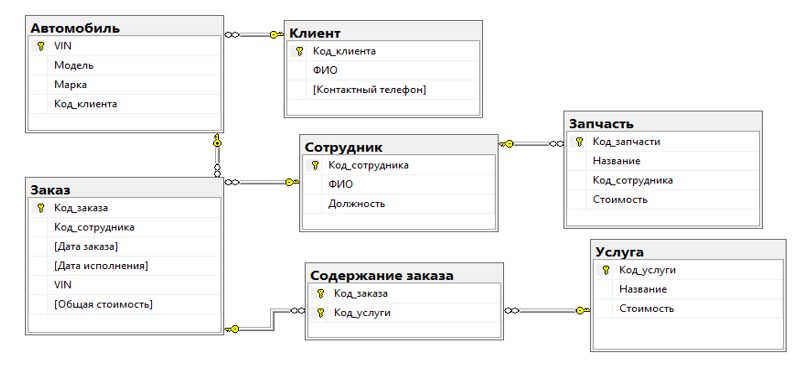 Автомобиль
VIN
Модель
Марка
Код_клиента
Клиент
Код_клиента
ФИО
[Контактный телефон]
Сотрудник
Код_сотрудника
ФИО
Должность
Запчасть
Код_запчасти
Название
Код_сотрудника
Стоимость
Заказ
Код_заказа
Код_сотрудника
[Дата заказа]
[Дата исполнения]
VIN
[Общая стоимость]
Содержание заказа
Код_заказа
Код_услуги
Услуга
Код_услуги
Название
Стоимость